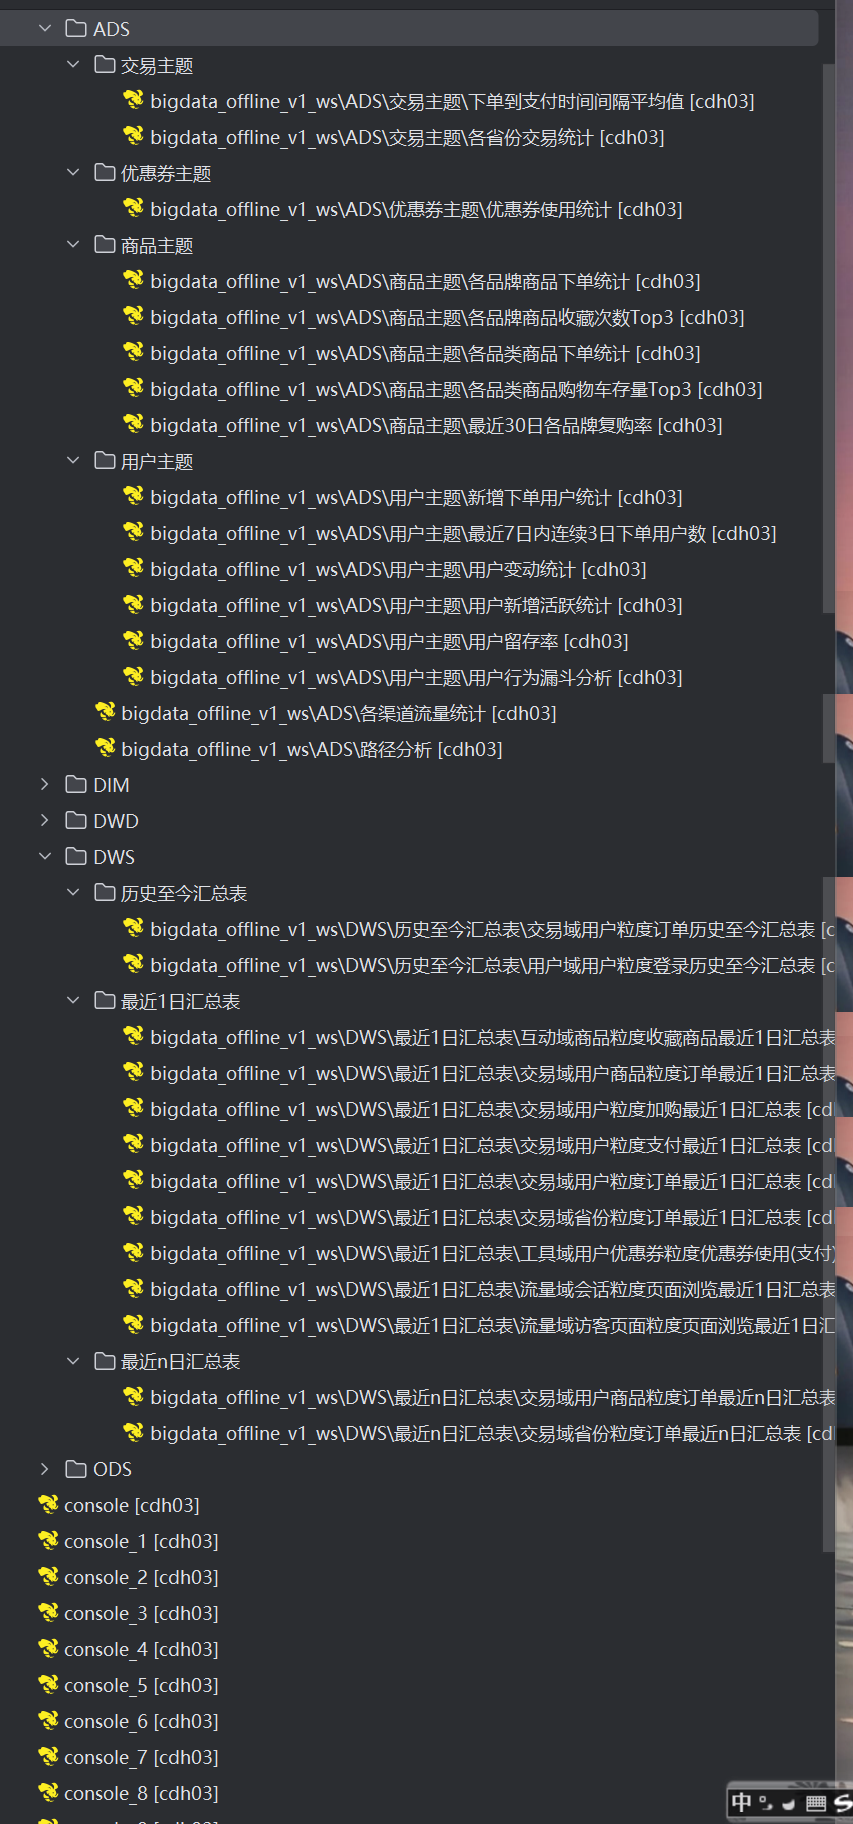 ADS
交易主题
bigdata_offline_v1_ws\ADS\交易主题\下单到支付时间间隔平均值 [cdh03]
bigdata_offline_v1_ws\ADS\交易主题\各省份交易统计 [cdh03]
优惠券主题
bigdata_offline_v1_ws\ADS\优惠券主题\优惠券使用统计 [cdh03]
商品主题
bigdata_offline_v1_ws\ADS\商品主题\各品牌商品下单统计 [cdh03]
bigdata_offline_v1_ws\ADS\商品主题\各品牌商品收藏次数Top3 [cdh03]
bigdata_offline_v1_ws\ADS\商品主题\各品类商品下单统计 [cdh03]
bigdata_offline_v1_ws\ADS\商品主题\各品类商品购物车存量Top3 [cdh03]
bigdata_offline_v1_ws\ADS\商品主题\最近30日各品牌复购率 [cdh03]
用户主题
bigdata_offline_v1_ws\ADS\用户主题\新增下单用户统计 [cdh03]
bigdata_offline_v1_ws\ADS\用户主题\最近7日内连续3日下单用户数 [cdh03]
bigdata_offline_v1_ws\ADS\用户主题\用户变动统计 [cdh03]
bigdata_offline_v1_ws\ADS\用户主题\用户新增活跃统计 [cdh03]
bigdata_offline_v1_ws\ADS\用户主题\用户留存率 [cdh03]
bigdata_offline_v1_ws\ADS\用户主题\用户行为漏斗分析 [cdh03]
bigdata_offline_v1_ws\ADS\各渠道流量统计 [cdh03]
bigdata_offline_v1_ws\ADS\路径分析 [cdh03]
DIM
DWD
DWS
历史至今汇总表
bigdata_offline_v1_ws\DWS\历史至今汇总表\交易域用户粒度订单历史至今汇总表 [c
bigdata_offline_v1_ws\DWS\历史至今汇总表\用户域用户粒度登录历史至今汇总表 [c
最近1日汇总表
bigdata_offline_v1_ws\DWS\最近1日汇总表\互动域商品粒度收藏商品最近1日汇总表
bigdata_offline_v1_ws\DWS\最近1日汇总表\交易域用户商品粒度订单最近1日汇总表
bigdata_offline_v1_ws\DWS\最近1日汇总表\交易域用户粒度加购最近1日汇总表 [cd
bigdata_offline_v1_ws\DWS\最近1日汇总表\交易域用户粒度支付最近1日汇总表 [cd
bigdata_offline_v1_ws\DWS\最近1日汇总表\交易域用户粒度订单最近1日汇总表 [cd
bigdata_offline_v1_ws\DWS\最近1日汇总表\交易域省份粒度订单最近1日汇总表 [cd
bigdata_offline_v1_ws\DWS\最近1日汇总表\工具域用户优惠券粒度优惠券使用(支付)
bigdata_offline_v1_ws\DWS\最近1日汇总表\流量域会话粒度页面浏览最近1日汇总表
bigdata_offline_v1_ws\DWS\最近1日汇总表\流量域访客页面粒度页面浏览最近1日汇
最近n日汇总表
bigdata_offline_v1_ws\DWS\最近n日汇总表\交易域用户商品粒度订单最近n日汇总表
bigdata_offline_v1_ws\DWS\最近n日汇总表\交易域省份粒度订单最近n日汇总表 [cd
ODS
console [cdh03]
console_1 [cdh03]
console_2 [cdh03]
console_3 [cdh03]
console_4 [cdh03]
console_5 [cdh03]
console_6 [cdh03]
console_7 [cdh03]
console_8 [cdh03]
中